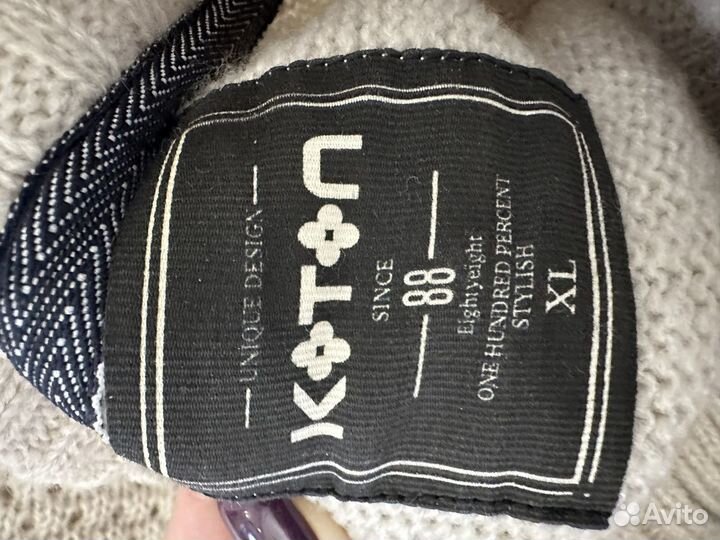 UNIQUE DESIGN
KOTON
SINCE
88
Eightyeight
ONE HUNDRED PERCENT
STYLISH
XL
Avito